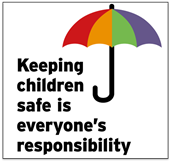 Keeping
children
safe is
everyone's
responsibility